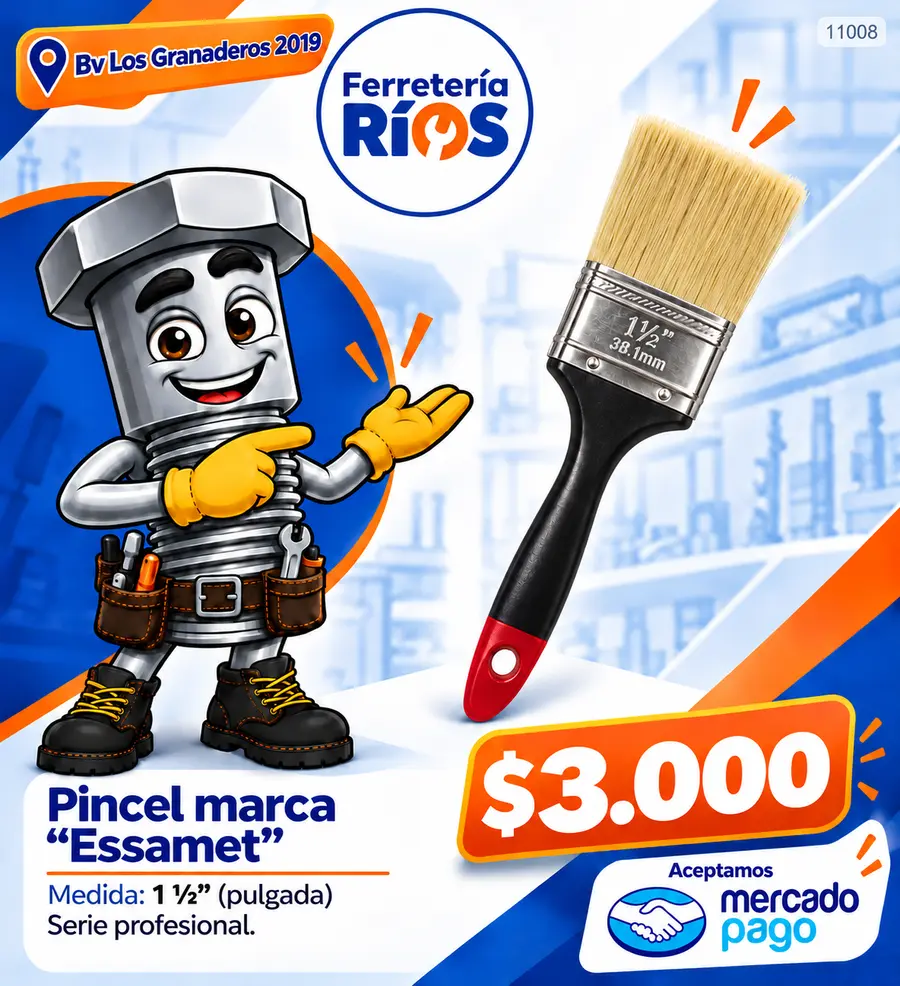 Bv Los Granaderos 2019
Ferretería
Ríos
11008
1½"
38.1mm
$3.000
Pincel marca
“Essamet”
Medida: 1 ½” (pulgada)
Serie profesional.
Aceptamos
mercado
pago